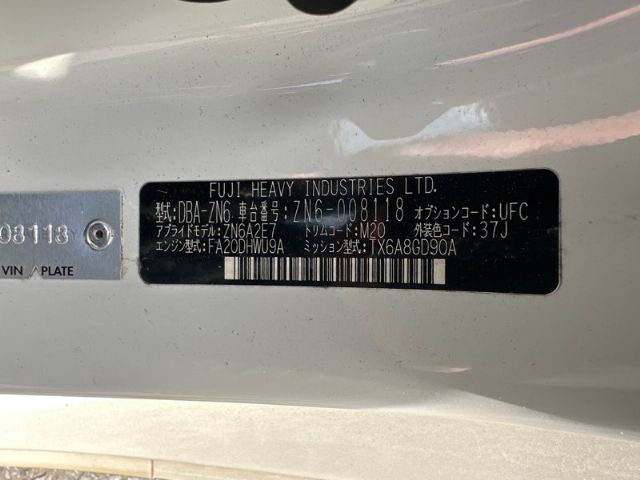 FUJI HEAVY INDUSTRIES LTD.
型式:DBA-ZN6 車台番号:ZN6-008118 オプションコード:UFC
アプライドモデル:ZN6A2E7 トリムコード:M20 外装色コード:37J
エンジン型式:FA20DHWU9A ミッション型式:TX6A8GD90A
08118
VIN PLATE